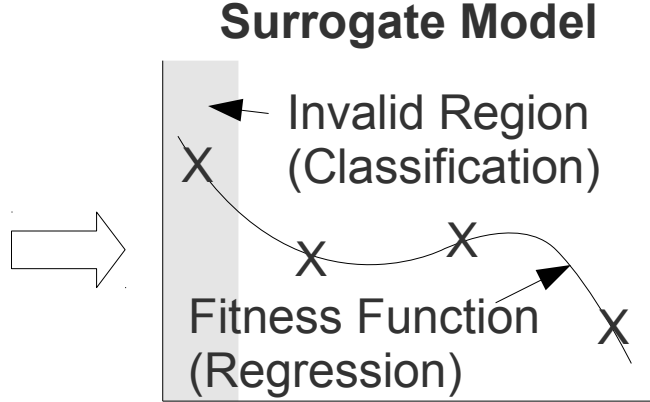 Surrogate Model
Invalid Region
(Classification)
X
X
X
Fitness Function
X
(Regression)